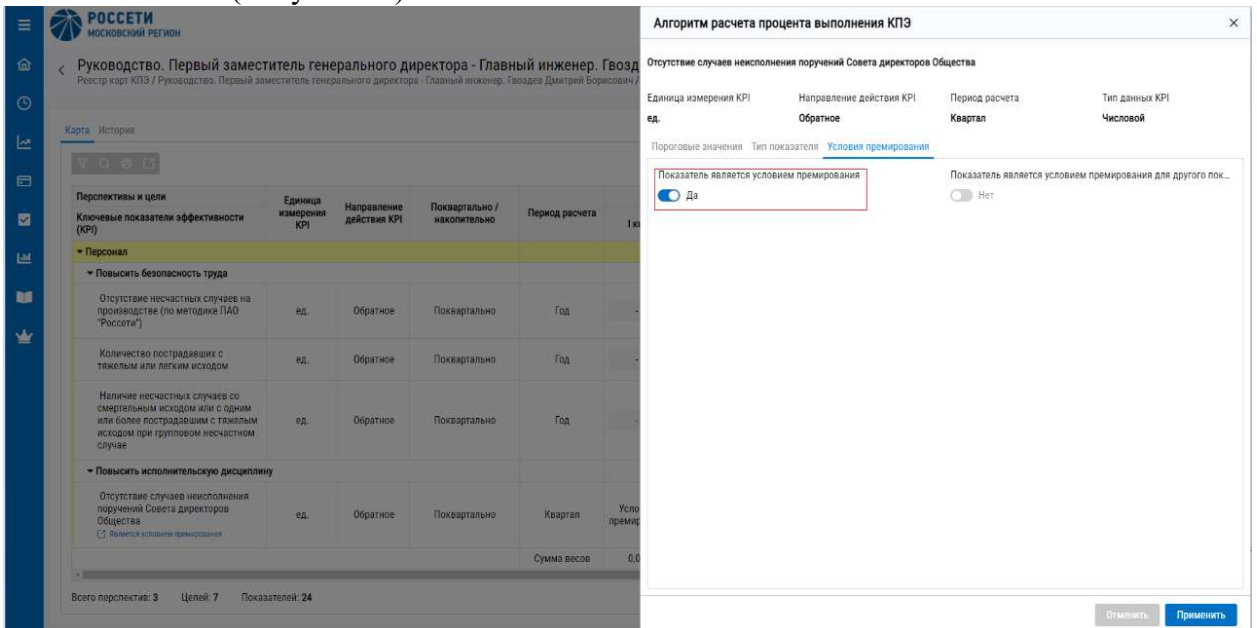 РОССЕТИ
МОСКОВСКИЙ РЕГИОН
Руководство. Первый заместитель генерального директора - Главный инженер. Гвозд
Реестр карт КПЭ / Руководство. Первый заместитель генерального директора - Главный инженер. Гвоздев Дмитрий Борисович /
Карта История
Перспективы и цели
Ключевые показатели эффективности
(KPI)
Единица
измерения
KPI
Направление
действия KPI
Поквартально /
накопительно
Период расчета
I кв
Персонал
Повысить безопасность труда
Отсутствие несчастных случаев на
производстве (по методике ПАО
"Россети")
ед. Обратное Поквартально Год -
Количество пострадавших с
тяжелым или легким исходом
ед. Обратное Поквартально Год -
Наличие несчастных случаев со
смертельным исходом или с одним
или более пострадавшим с тяжелым
исходом при групповом несчастном
случае
ед. Обратное Поквартально Год -
Повысить исполнительскую дисциплину
Отсутствие случаев неисполнения
поручений Совета директоров
Общества
Является условием премирования
ед. Обратное Поквартально Квартал
Усло
премир
Сумма весов 0,0
Всего перспектив: 3 Целей: 7 Показателей: 24
Алгоритм расчета процента выполнения КПЭ
Отсутствие случаев неисполнения поручений Совета директоров Общества
Единица измерения KPI Направление действия KPI Период расчета Тип данных KPI
ед. Обратное Квартал Числовой
Пороговые значения Тип показателя Условия премирования
Показатель является условием премирования
Да
Показатель является условием премирования для другого пок...
Нет
Отменить Применить